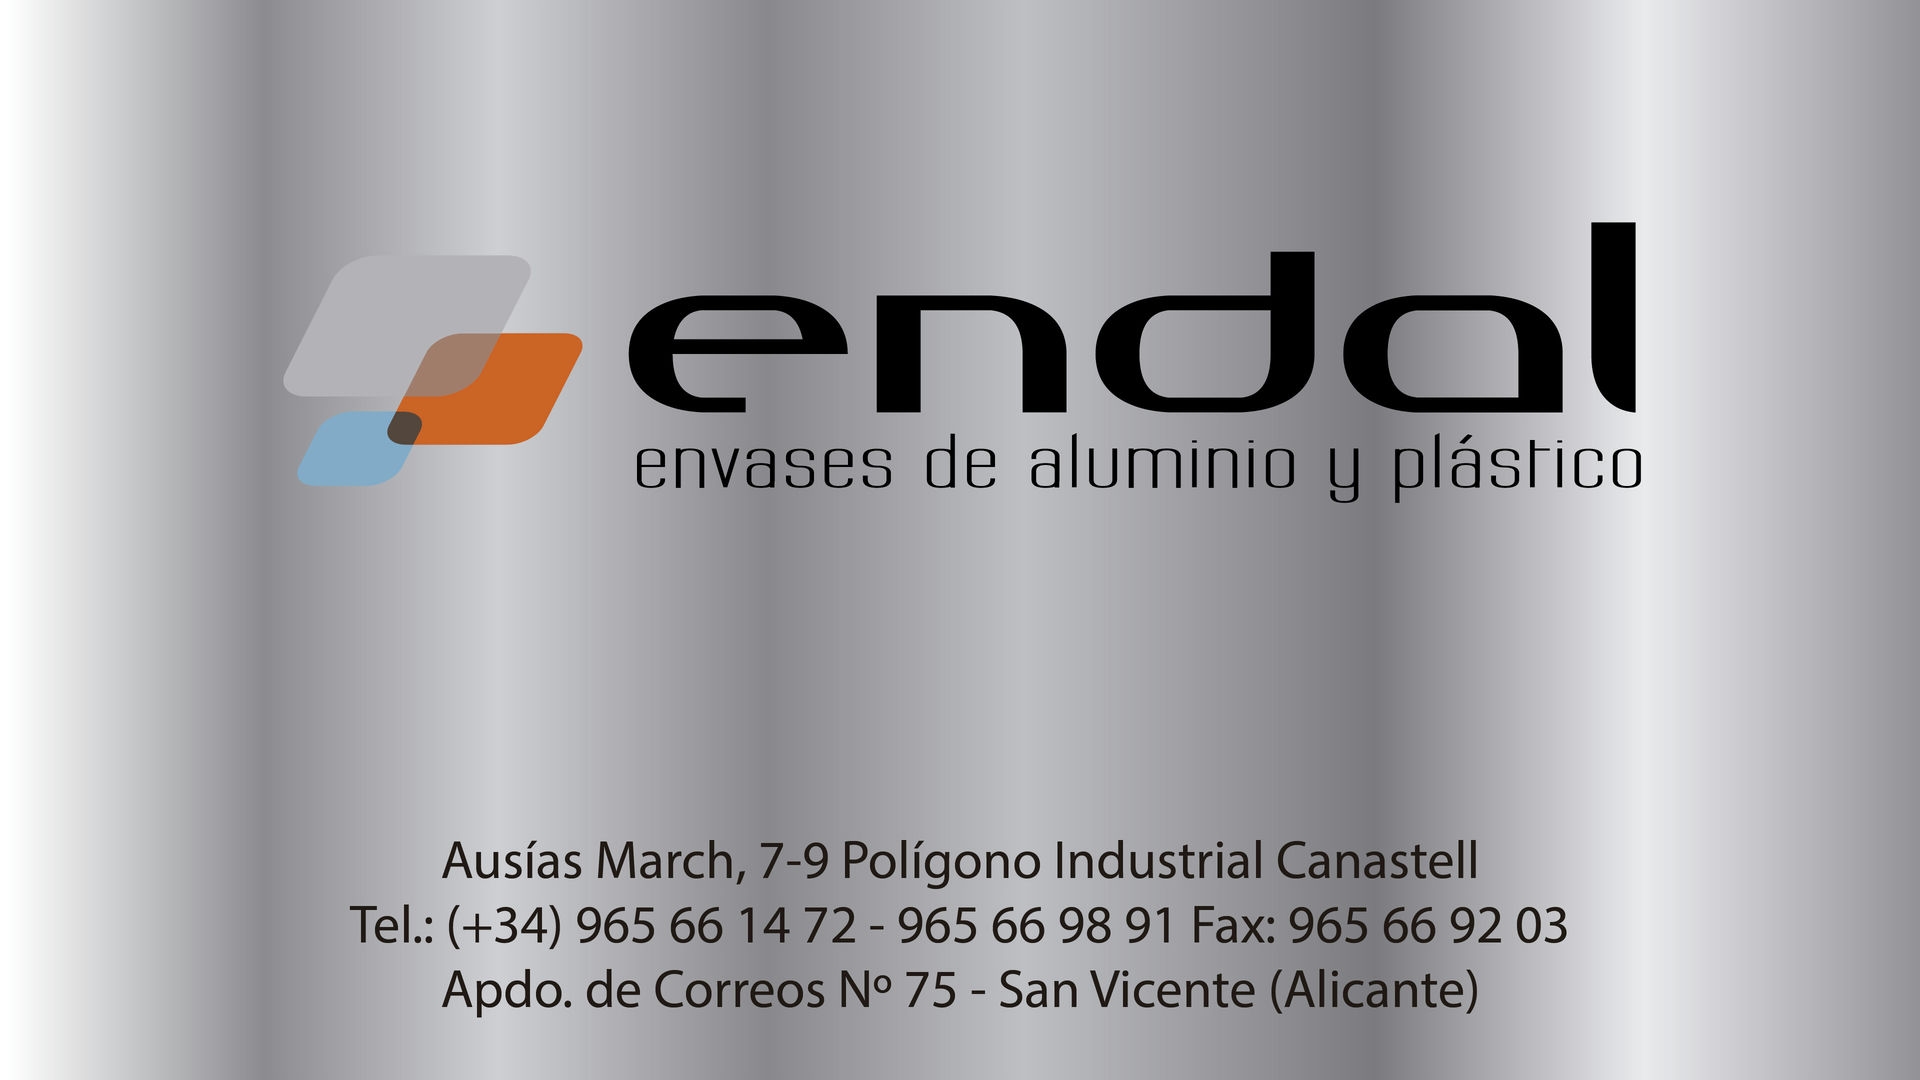 endal
envases de aluminio y plástico
Ausías March, 7-9 Polígono Industrial Canastell
Tel.: (+34) 965 66 14 72 - 965 66 98 91 Fax: 965 66 92 03
Apdo. de Correos Nº 75 - San Vicente (Alicante)